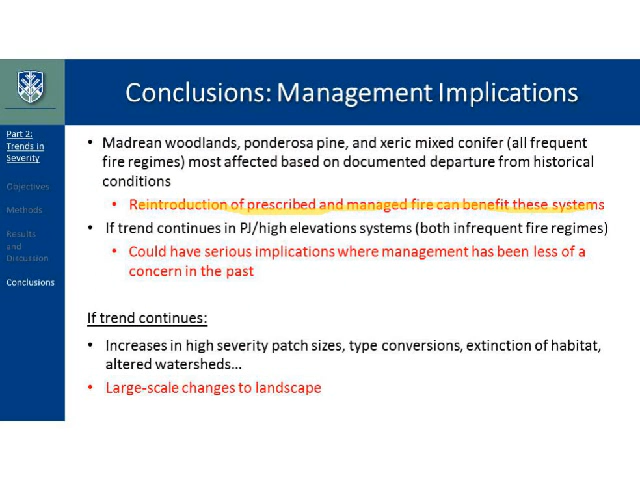 Conclusions: Management Implications
Part 2:
Trends in
Severity
Objectives
Methods
Results
and
Discussion
Conclusions
• Madrean woodlands, ponderosa pine, and xeric mixed conifer (all frequent
fire regimes) most affected based on documented departure from historical
conditions
• Reintroduction of prescribed and managed fire can benefit these systems
• If trend continues in PJ/high elevations systems (both infrequent fire regimes)
• Could have serious implications where management has been less of a
concern in the past
If trend continues:
• Increases in high severity patch sizes, type conversions, extinction of habitat,
altered watersheds...
• Large-scale changes to landscape